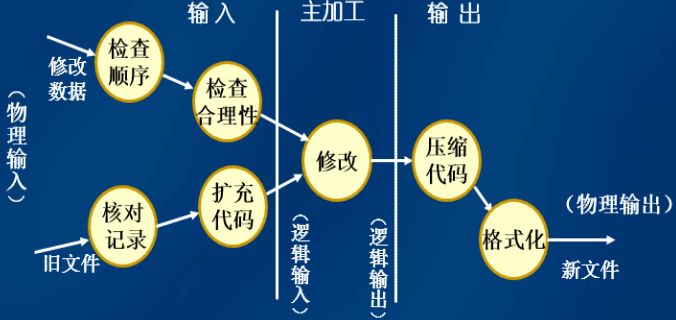 输入
主加工
输出
修改
数据
检查
顺序
检查
合理性
（物理输入）
修改
压缩
代码
核对
记录
扩充
代码
旧文件
（逻辑输入）
（逻辑输出）
格式化
（物理输出）
新文件